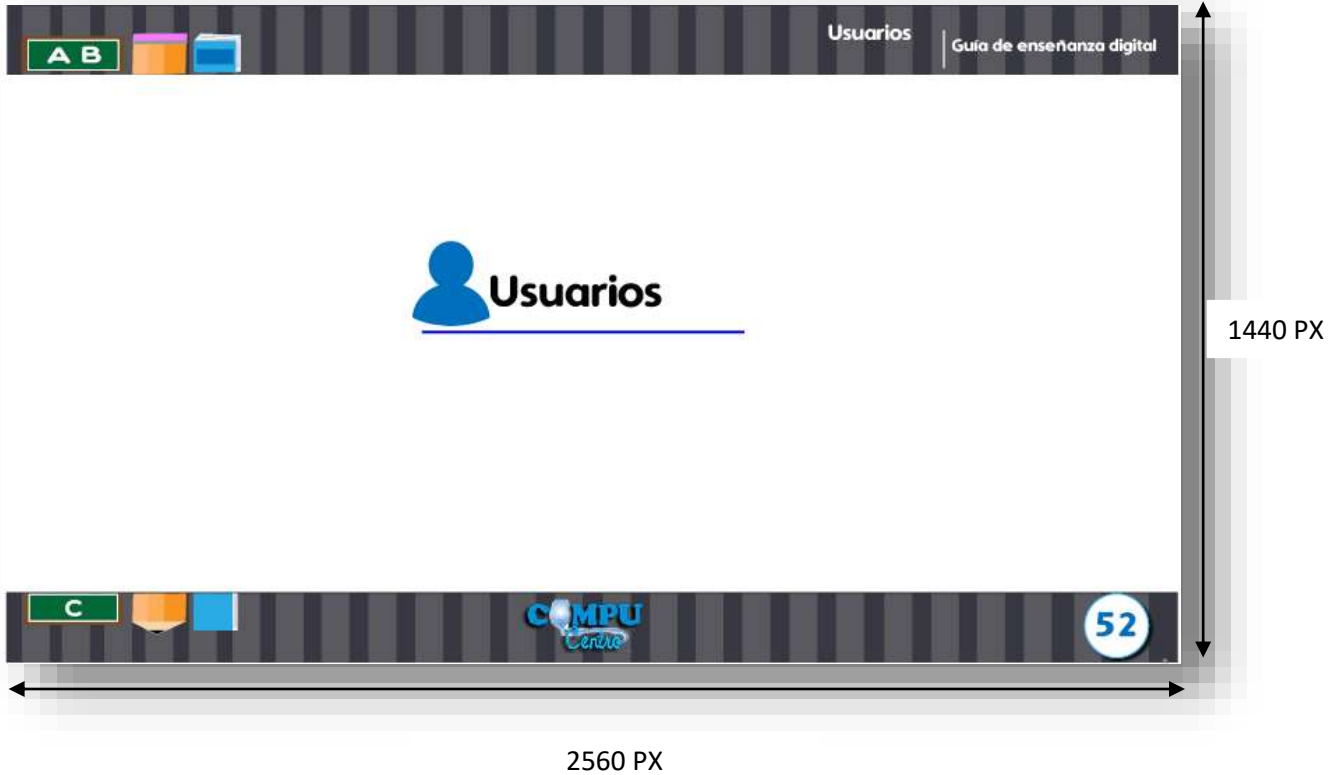 A B
Usuarios
Guía de enseñanza digital
Usuarios
1440 PX
C
COMPU
Centro
52
2560 PX